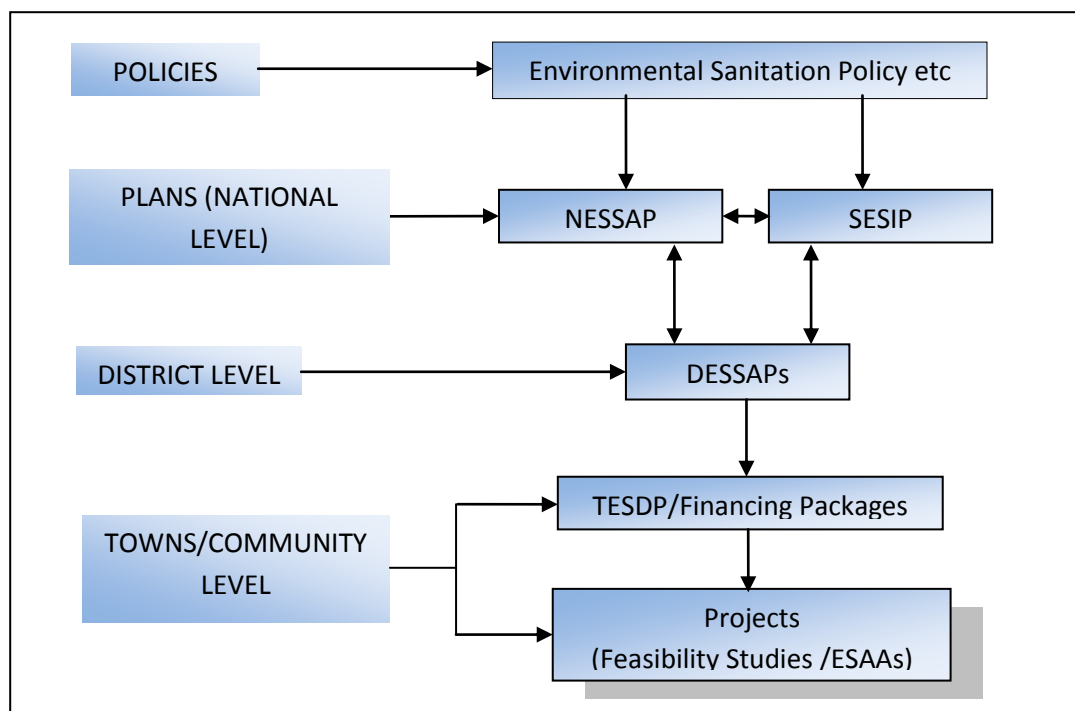 POLICIES
Environmental Sanitation Policy etc
PLANS (NATIONAL
LEVEL)
NESSAP
SESIP
DISTRICT LEVEL
DESSAPs
TOWNS/COMMUNITY
LEVEL
TESDP/Financing Packages
Projects
(Feasibility Studies /ESAAs)